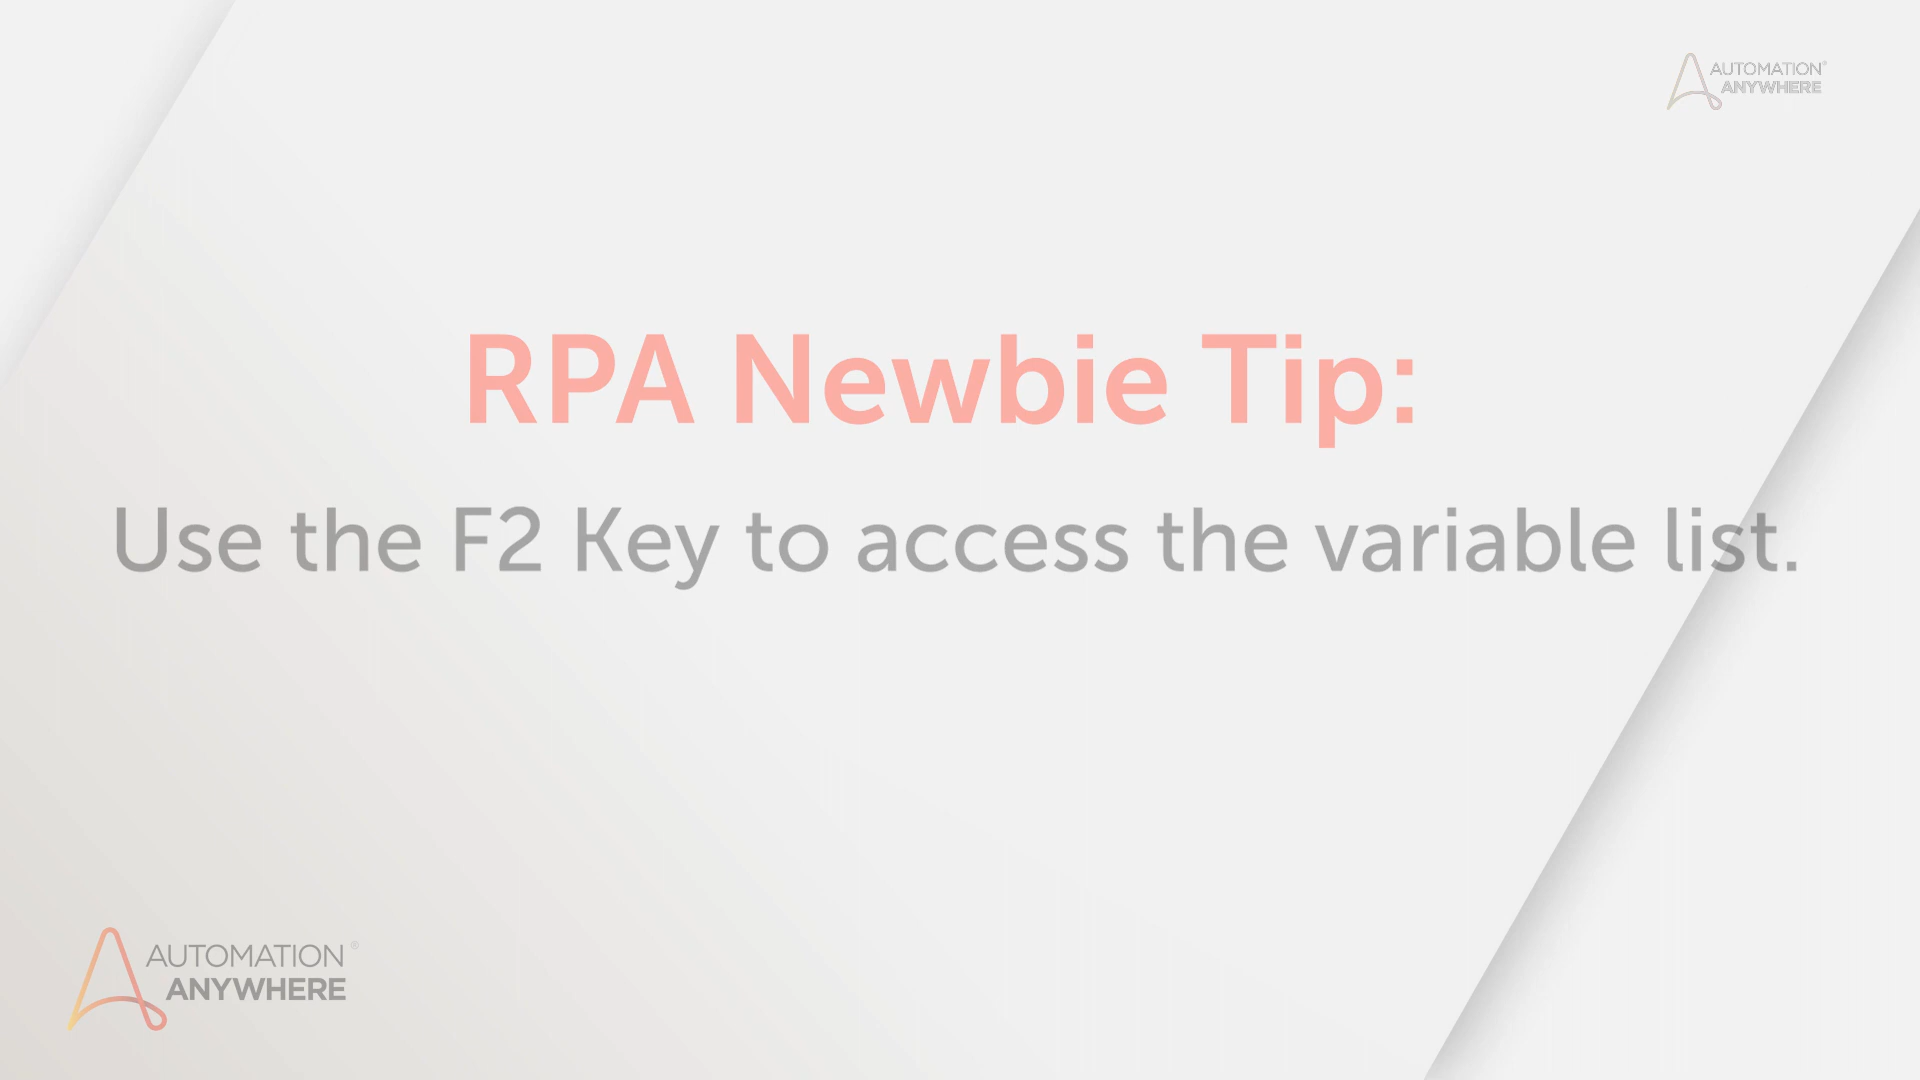 AUTOMATION®
ANYWHERE
RPA Newbie Tip:
Use the F2 Key to access the variable list.
AUTOMATION®
ANYWHERE